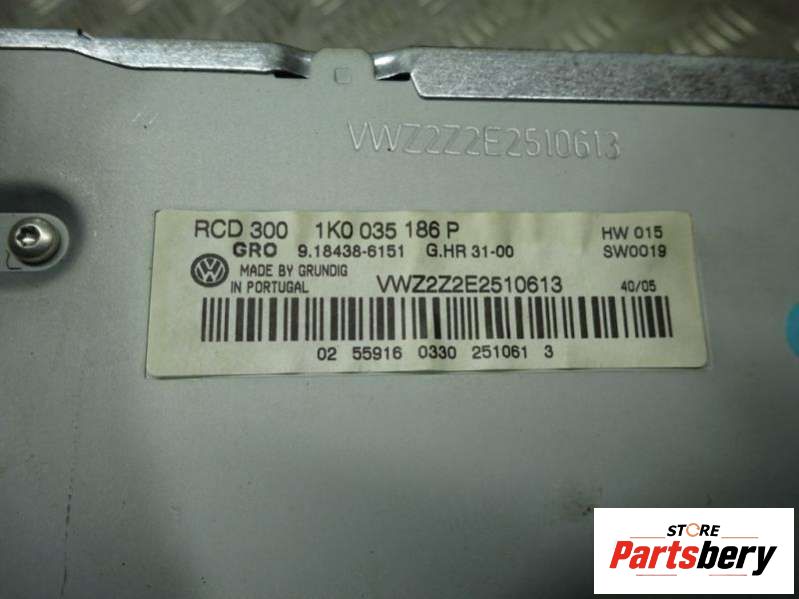 VWZ2Z2E2510613
RCD 300 1K0 035 186 P HW 015
GRO 9.18438-6151 G.HR 31-00 SW0019
MADE BY GRUNDIG
IN PORTUGAL VWZ2Z2E2510613 40/05
02 55916 0330 251061 3
STORE
Partsbery